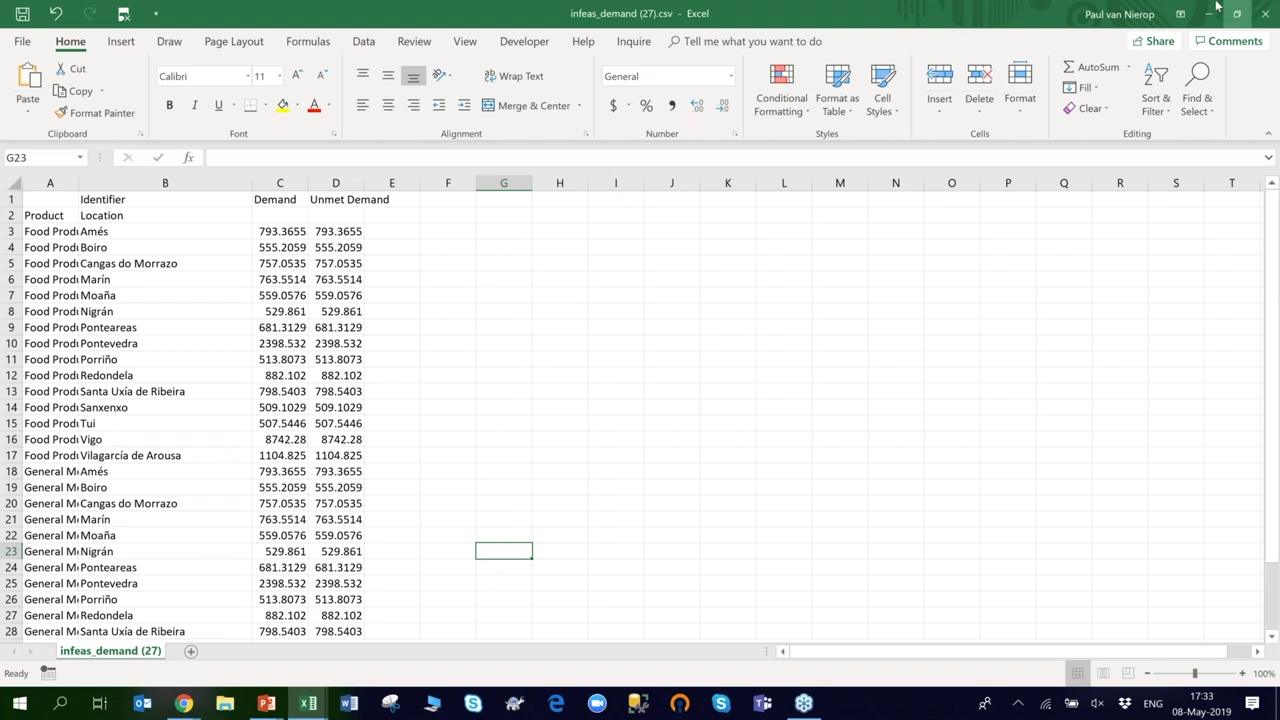 infeas_demand (27).csv - Excel
Paul van Nierop
File Home Insert Draw Page Layout Formulas Data Review View Developer Help Inquire Tell me what you want to do Share Comments
Paste
Cut
Copy
Format Painter
Clipboard
Calibri 11
B I U
Font
Wrap Text
Merge & Center
Alignment
General
$ % ,
Number
Conditional Formatting
Format as Table
Cell Styles
Styles
Insert Delete Format
Cells
AutoSum
Fill
Clear
Sort & Filter
Find & Select
Editing
G23 fx
A B C D E F G H I J K L M N O P Q R S T
1 Identifier Demand Unmet Demand
2 Product Location
3 Food Prod Amés 793.3655 793.3655
4 Food Prod Boiro 555.2059 555.2059
5 Food Prod Cangas do Morrazo 757.0535 757.0535
6 Food Prod Marín 763.5514 763.5514
7 Food Prod Moaña 559.0576 559.0576
8 Food Prod Nigrán 529.861 529.861
9 Food Prod Ponteareas 681.3129 681.3129
10 Food Prod Pontevedra 2398.532 2398.532
11 Food Prod Porriño 513.8073 513.8073
12 Food Prod Redondela 882.102 882.102
13 Food Prod Santa Uxía de Ribeira 798.5403 798.5403
14 Food Prod Sanxenxo 509.1029 509.1029
15 Food Prod Tui 507.5446 507.5446
16 Food Prod Vigo 8742.28 8742.28
17 Food Prod Vilagarcía de Arousa 1104.825 1104.825
18 General M Amés 793.3655 793.3655
19 General M Boiro 555.2059 555.2059
20 General M Cangas do Morrazo 757.0535 757.0535
21 General M Marín 763.5514 763.5514
22 General M Moaña 559.0576 559.0576
23 General M Nigrán 529.861 529.861
24 General M Ponteareas 681.3129 681.3129
25 General M Pontevedra 2398.532 2398.532
26 General M Porriño 513.8073 513.8073
27 General M Redondela 882.102 882.102
28 General M Santa Uxía de Ribeira 798.5403 798.5403
infeas_demand (27)
Ready
100%
ENG
17:33
08-May-2019